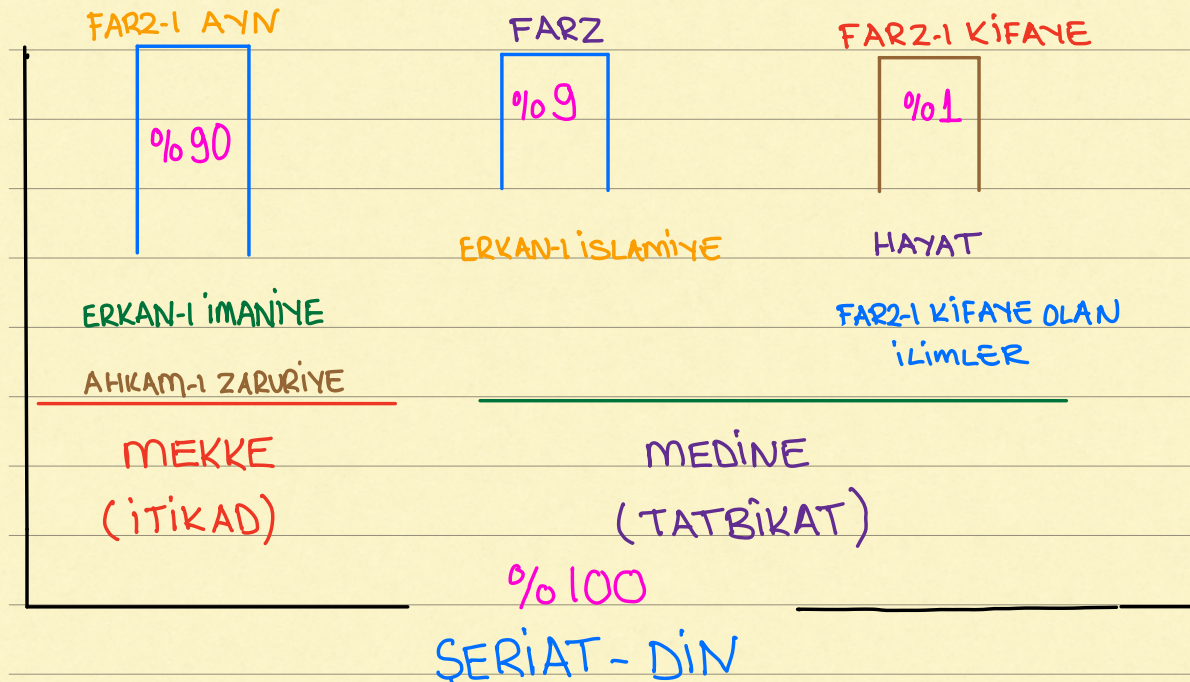 FARZ-I AYN
%90
ERKAN-I İMANİYE
AHKAM-I ZARURİYE
MEKKE
(İTİKAD)
FARZ
%9
ERKAN-I İSLAMİYE
FARZ-I KİFAYE
%1
HAYAT
FARZ-I KİFAYE OLAN
İLİMLER
MEDİNE
(TATBİKAT)
%100
ŞERİAT - DİN